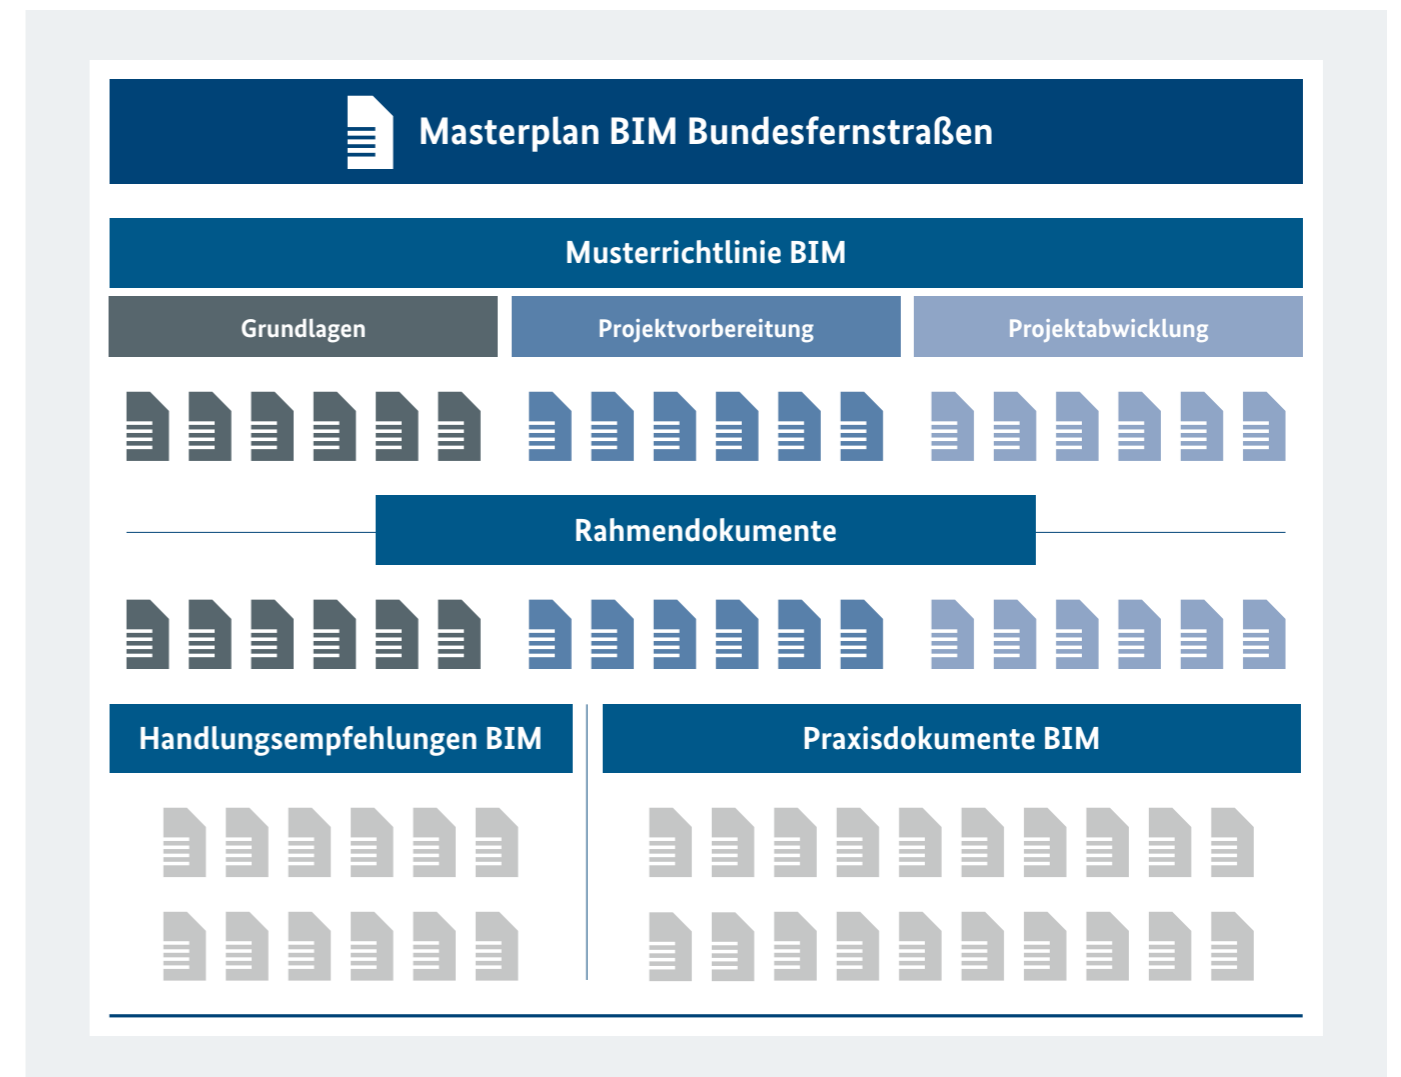 Masterplan BIM Bundesfernstraßen
Musterrichtlinie BIM
Grundlagen
Projektvorbereitung
Projektabwicklung
Rahmendokumente
Handlungsempfehlungen BIM
Praxisdokumente BIM